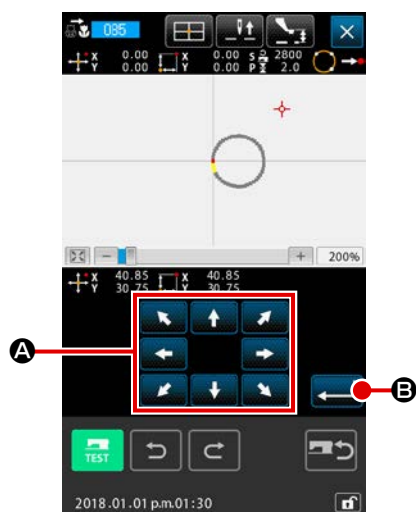 085
X 0.00 X 0.00 S 2800
Y 0.00 Y 0.00 P 2.0
200%
X 40.85 X 40.85
Y 30.75 Y 30.75
A
B
TEST
2018.01.01 p.m.01:30